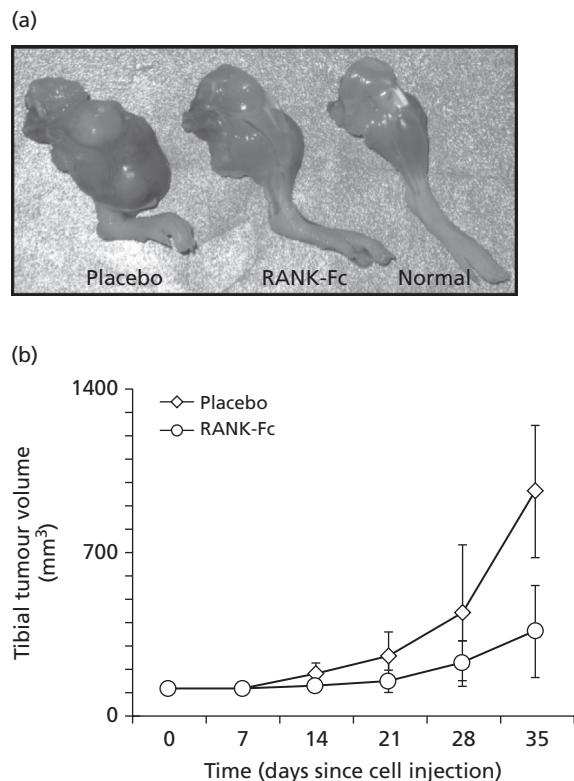 (a)
Placebo RANK-Fc Normal
(b)
1400
Placebo
RANK-Fc
Tibial tumour volume
(mm³)
700
0
0 7 14 21 28 35
Time (days since cell injection)